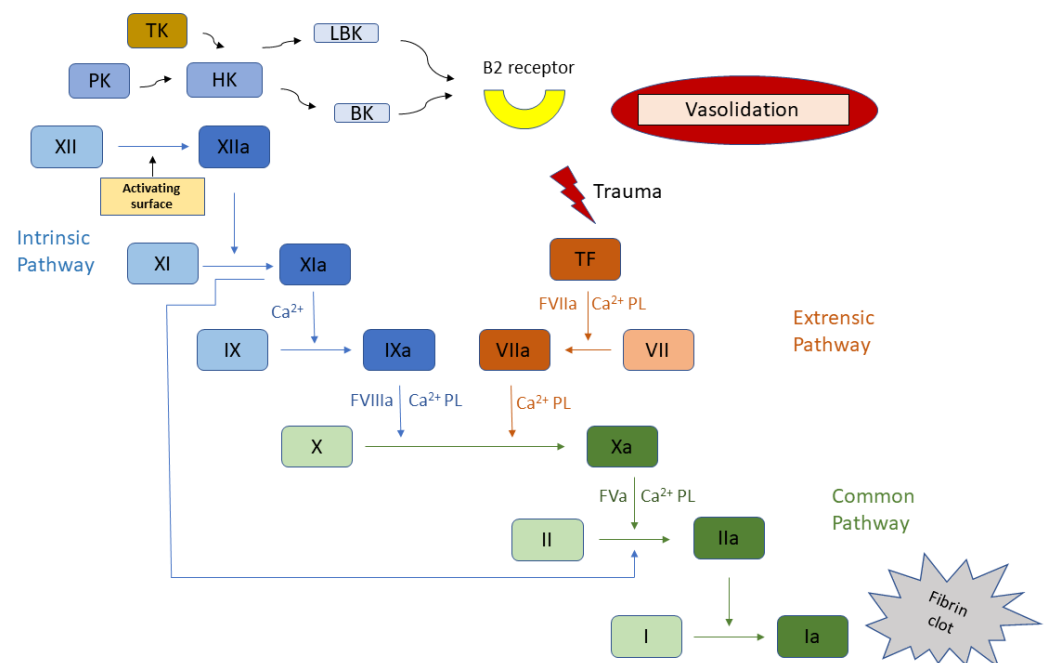 TK
LBK
PK
HK
BK
B2 receptor
Vasolidation
XII
XIIa
Activating
surface
Trauma
Intrinsic
Pathway
XI
XIa
TF
Ca²⁺
FVIIa
Ca²⁺ PL
Extrensic
Pathway
IX
IXa
VIIa
VII
FVIIIa
Ca²⁺ PL
Ca²⁺ PL
X
Xa
FVa
Ca²⁺ PL
Common
Pathway
II
IIa
Fibrin
clot
I
Ia